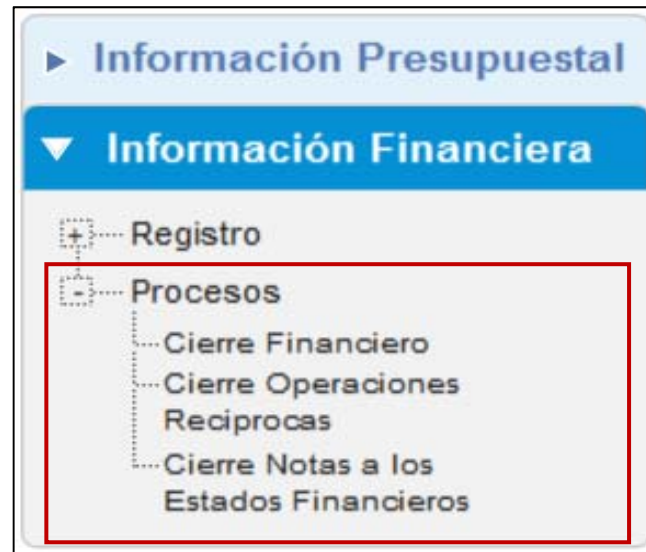 Información Presupuestal
Información Financiera
Registro
Procesos
Cierre Financiero
Cierre Operaciones
Reciprocas
Cierre Notas a los
Estados Financieros